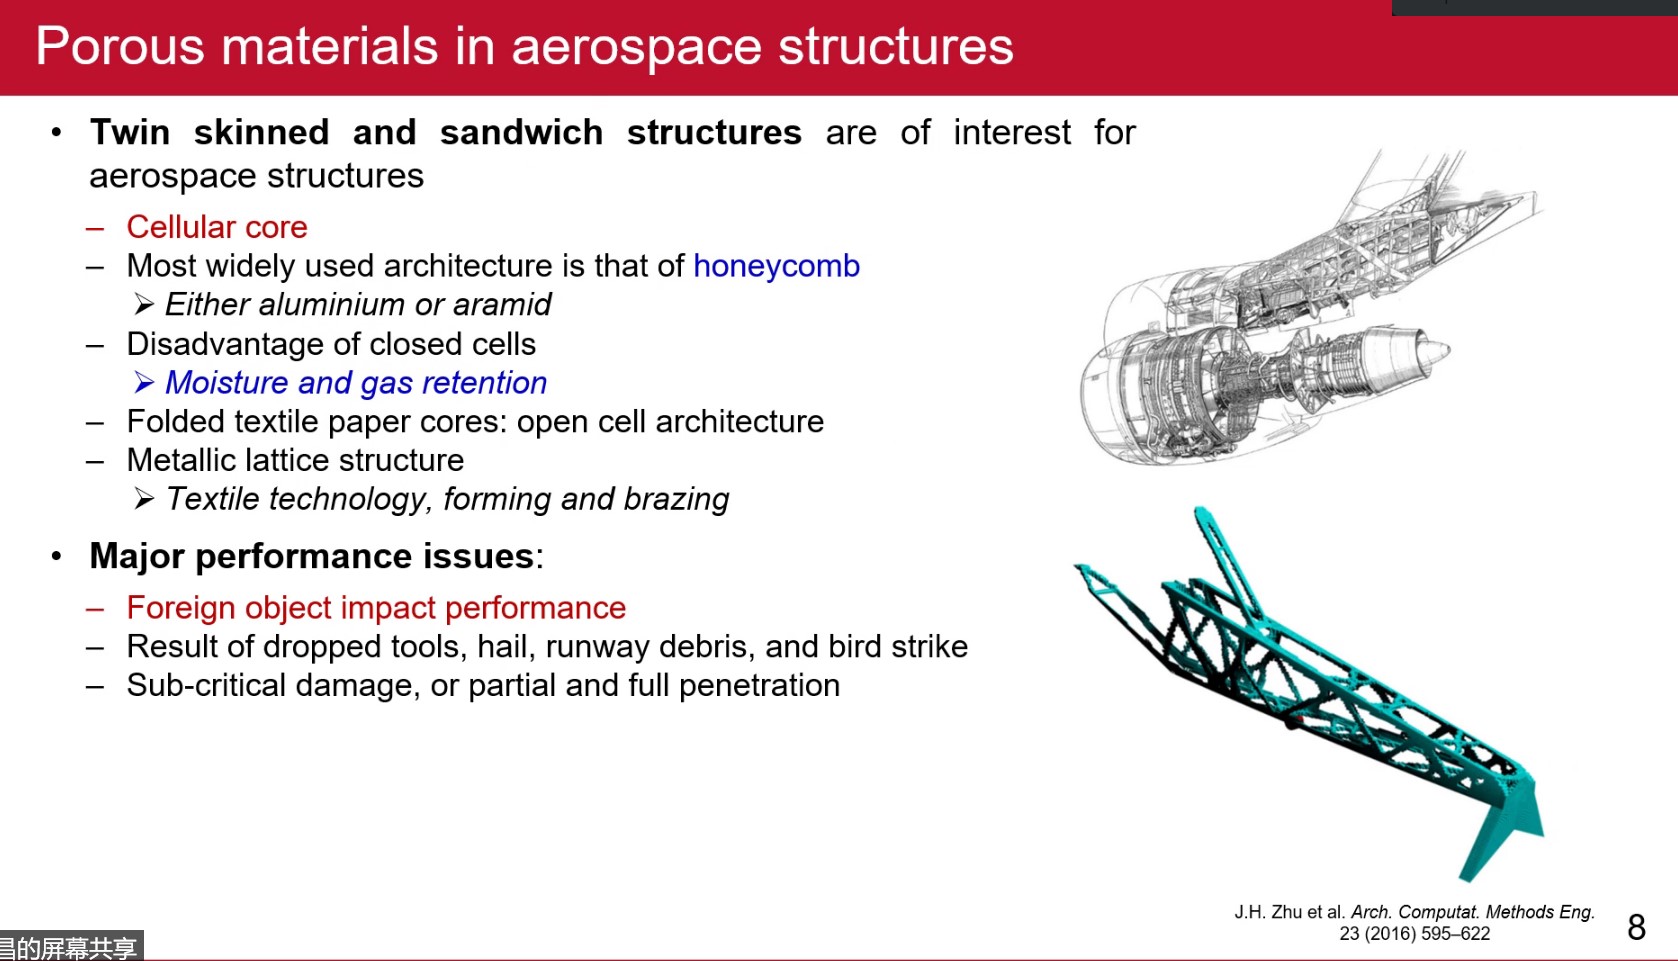 Porous materials in aerospace structures
• Twin skinned and sandwich structures are of interest for
aerospace structures
– Cellular core
– Most widely used architecture is that of honeycomb
➢ Either aluminium or aramid
– Disadvantage of closed cells
➢ Moisture and gas retention
– Folded textile paper cores: open cell architecture
– Metallic lattice structure
➢ Textile technology, forming and brazing
• Major performance issues:
– Foreign object impact performance
– Result of dropped tools, hail, runway debris, and bird strike
– Sub-critical damage, or partial and full penetration
J.H. Zhu et al. Arch. Computat. Methods Eng.
23 (2016) 595–622
8
昌的屏幕共享